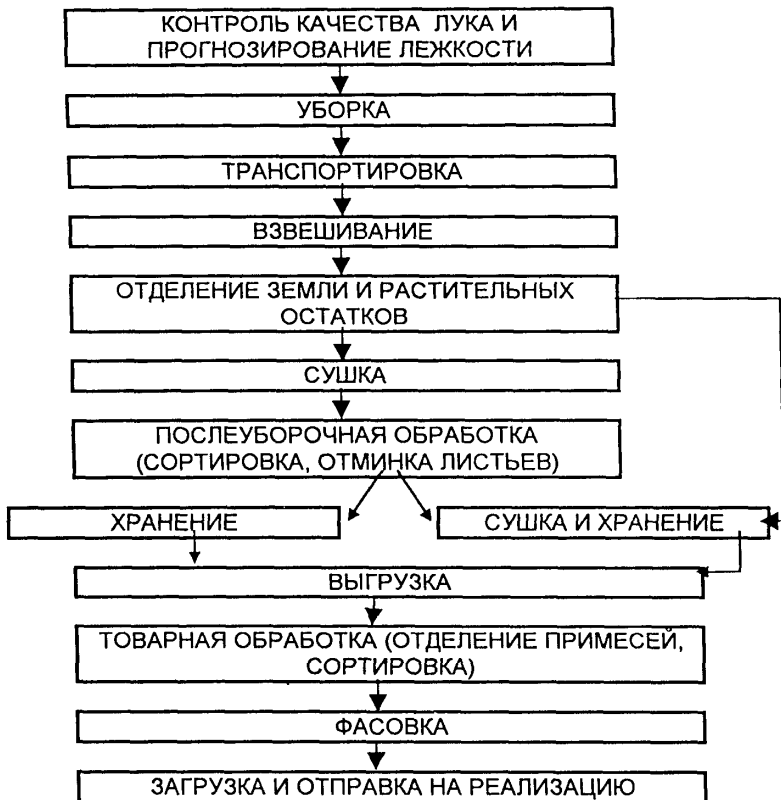 КОНТРОЛЬ КАЧЕСТВА ЛУКА И
ПРОГНОЗИРОВАНИЕ ЛЕЖКОСТИ
УБОРКА
ТРАНСПОРТИРОВКА
ВЗВЕШИВАНИЕ
ОТДЕЛЕНИЕ ЗЕМЛИ И РАСТИТЕЛЬНЫХ
ОСТАТКОВ
СУШКА
ПОСЛЕУБОРОЧНАЯ ОБРАБОТКА
(СОРТИРОВКА, ОТМИНКА ЛИСТЬЕВ)
ХРАНЕНИЕ
СУШКА И ХРАНЕНИЕ
ВЫГРУЗКА
ТОВАРНАЯ ОБРАБОТКА (ОТДЕЛЕНИЕ ПРИМЕСЕЙ,
СОРТИРОВКА)
ФАСОВКА
ЗАГРУЗКА И ОТПРАВКА НА РЕАЛИЗАЦИЮ